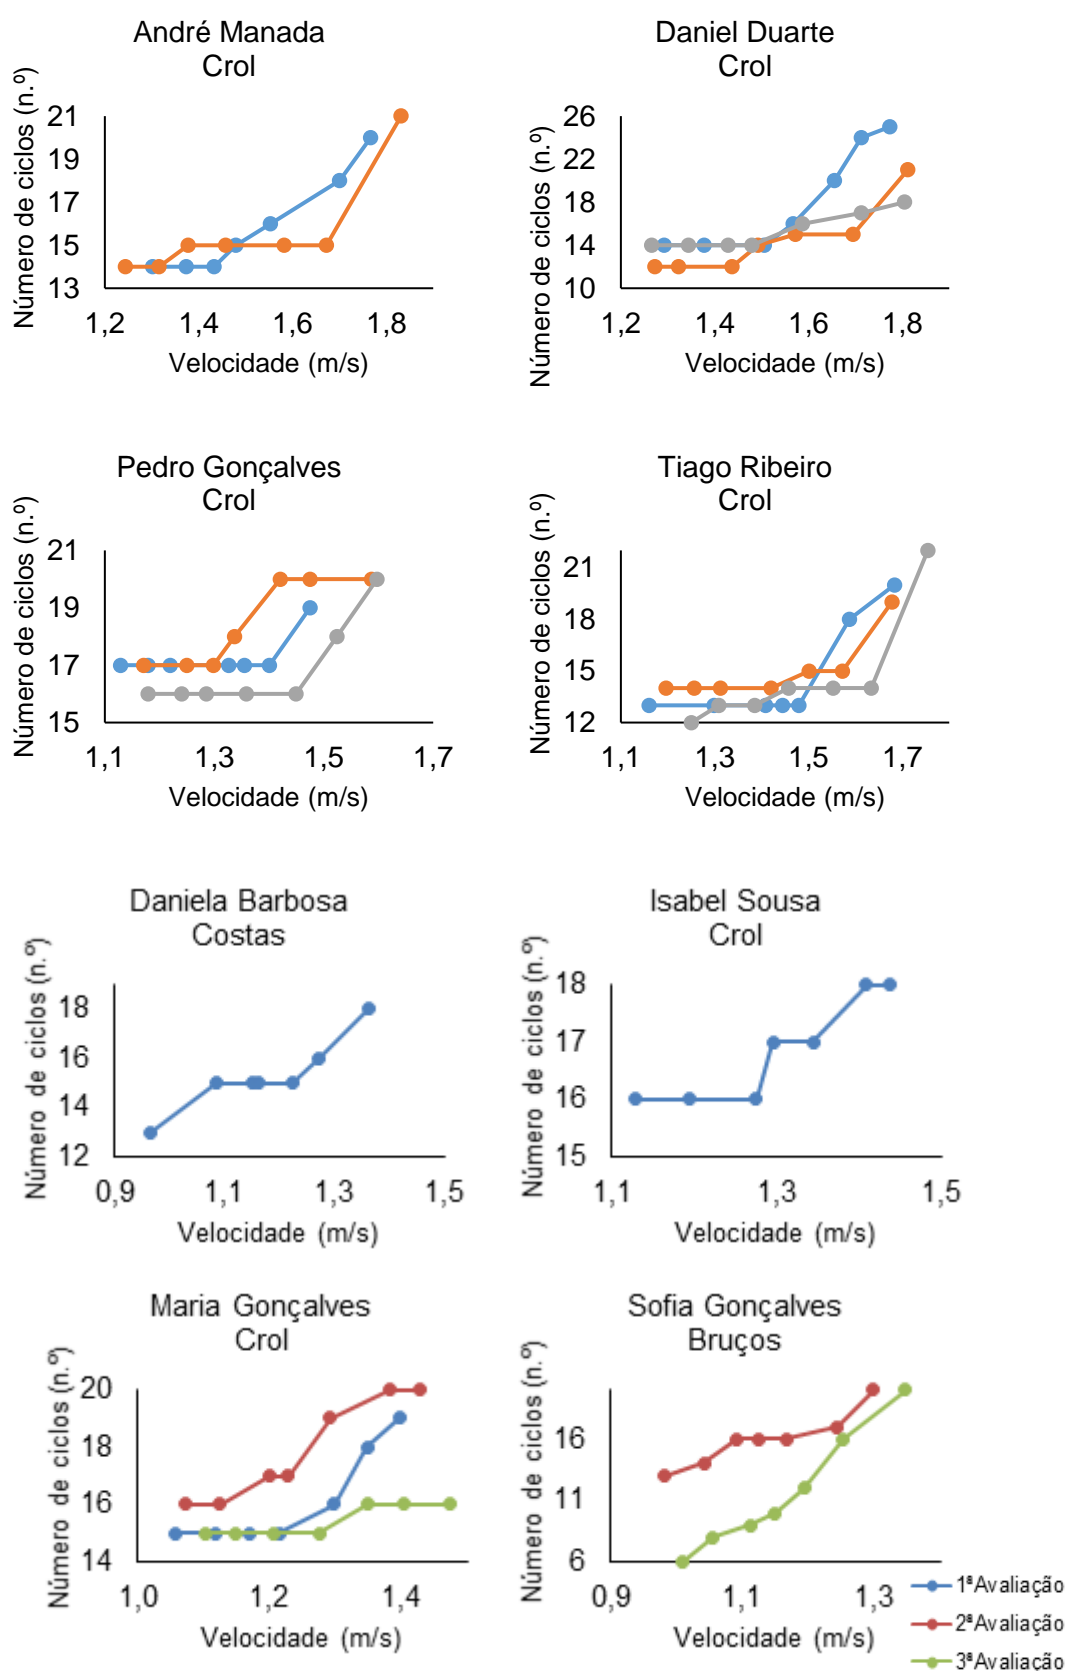 André Manada
Crol
Número de ciclos (n.º)
21
19
17
15
13
1,2 1,4 1,6 1,8
Velocidade (m/s)
Daniel Duarte
Crol
Número de ciclos (n.º)
26
22
18
14
10
1,2 1,4 1,6 1,8
Velocidade (m/s)
Pedro Gonçalves
Crol
Número de ciclos (n.º)
21
19
17
15
1,1 1,3 1,5 1,7
Velocidade (m/s)
Tiago Ribeiro
Crol
Número de ciclos (n.º)
21
18
15
12
1,1 1,3 1,5 1,7
Velocidade (m/s)
Daniela Barbosa
Costas
Número de ciclos (n.º)
18
16
14
12
0,9 1,1 1,3 1,5
Velocidade (m/s)
Isabel Sousa
Crol
Número de ciclos (n.º)
18
17
16
15
1,1 1,3 1,5
Velocidade (m/s)
Maria Gonçalves
Crol
Número de ciclos (n.º)
20
18
16
14
1,0 1,2 1,4
Velocidade (m/s)
Sofia Gonçalves
Bruços
Número de ciclos (n.º)
16
11
6
0,9 1,1 1,3
Velocidade (m/s)
1ªAvaliação
2ªAvaliação
3ªAvaliação